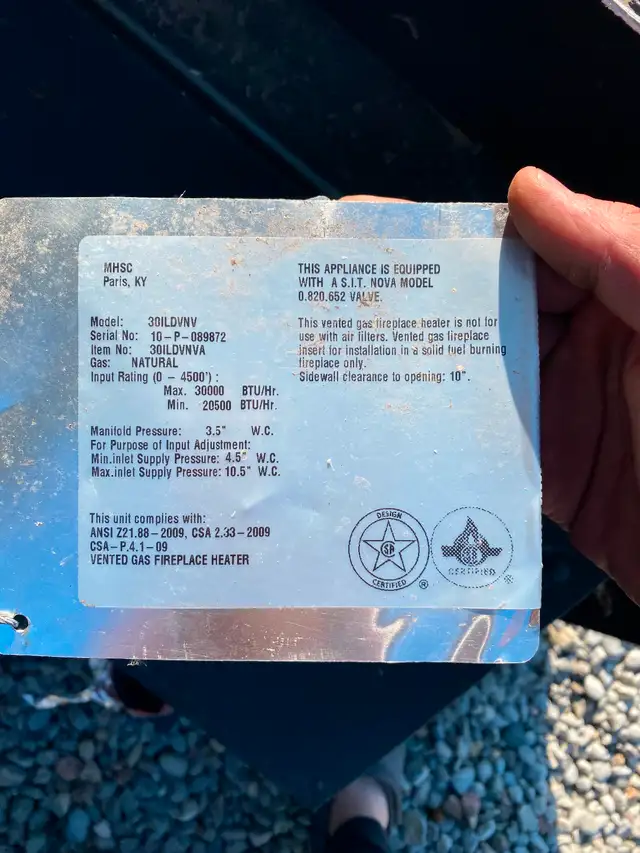 MHSC
Paris, KY
Model: 30ILDVNV
Serial No: 10-P-089872
Item No: 30ILDVNVA
Gas: NATURAL
Input Rating (0 - 4500') :
Max. 30000 BTU/Hr.
Min. 20500 BTU/Hr.
Manifold Pressure: 3.5" W.C.
For Purpose of Input Adjustment:
Min.inlet Supply Pressure: 4.5" W.C.
Max.inlet Supply Pressure: 10.5" W.C.
This unit complies with:
ANSI Z21.88-2009, CSA 2.33-2009
CSA-P.4.1-09
VENTED GAS FIREPLACE HEATER
THIS APPLIANCE IS EQUIPPED
WITH A S.I.T. NOVA MODEL
0.820.652 VALVE.
This vented gas fireplace heater is not for
use with air filters. Vented gas fireplace
insert for installation in a solid fuel burning
fireplace only.
Sidewall clearance to opening: 10".
DESIGN
CERTIFIED
®
CERTIFIED
®